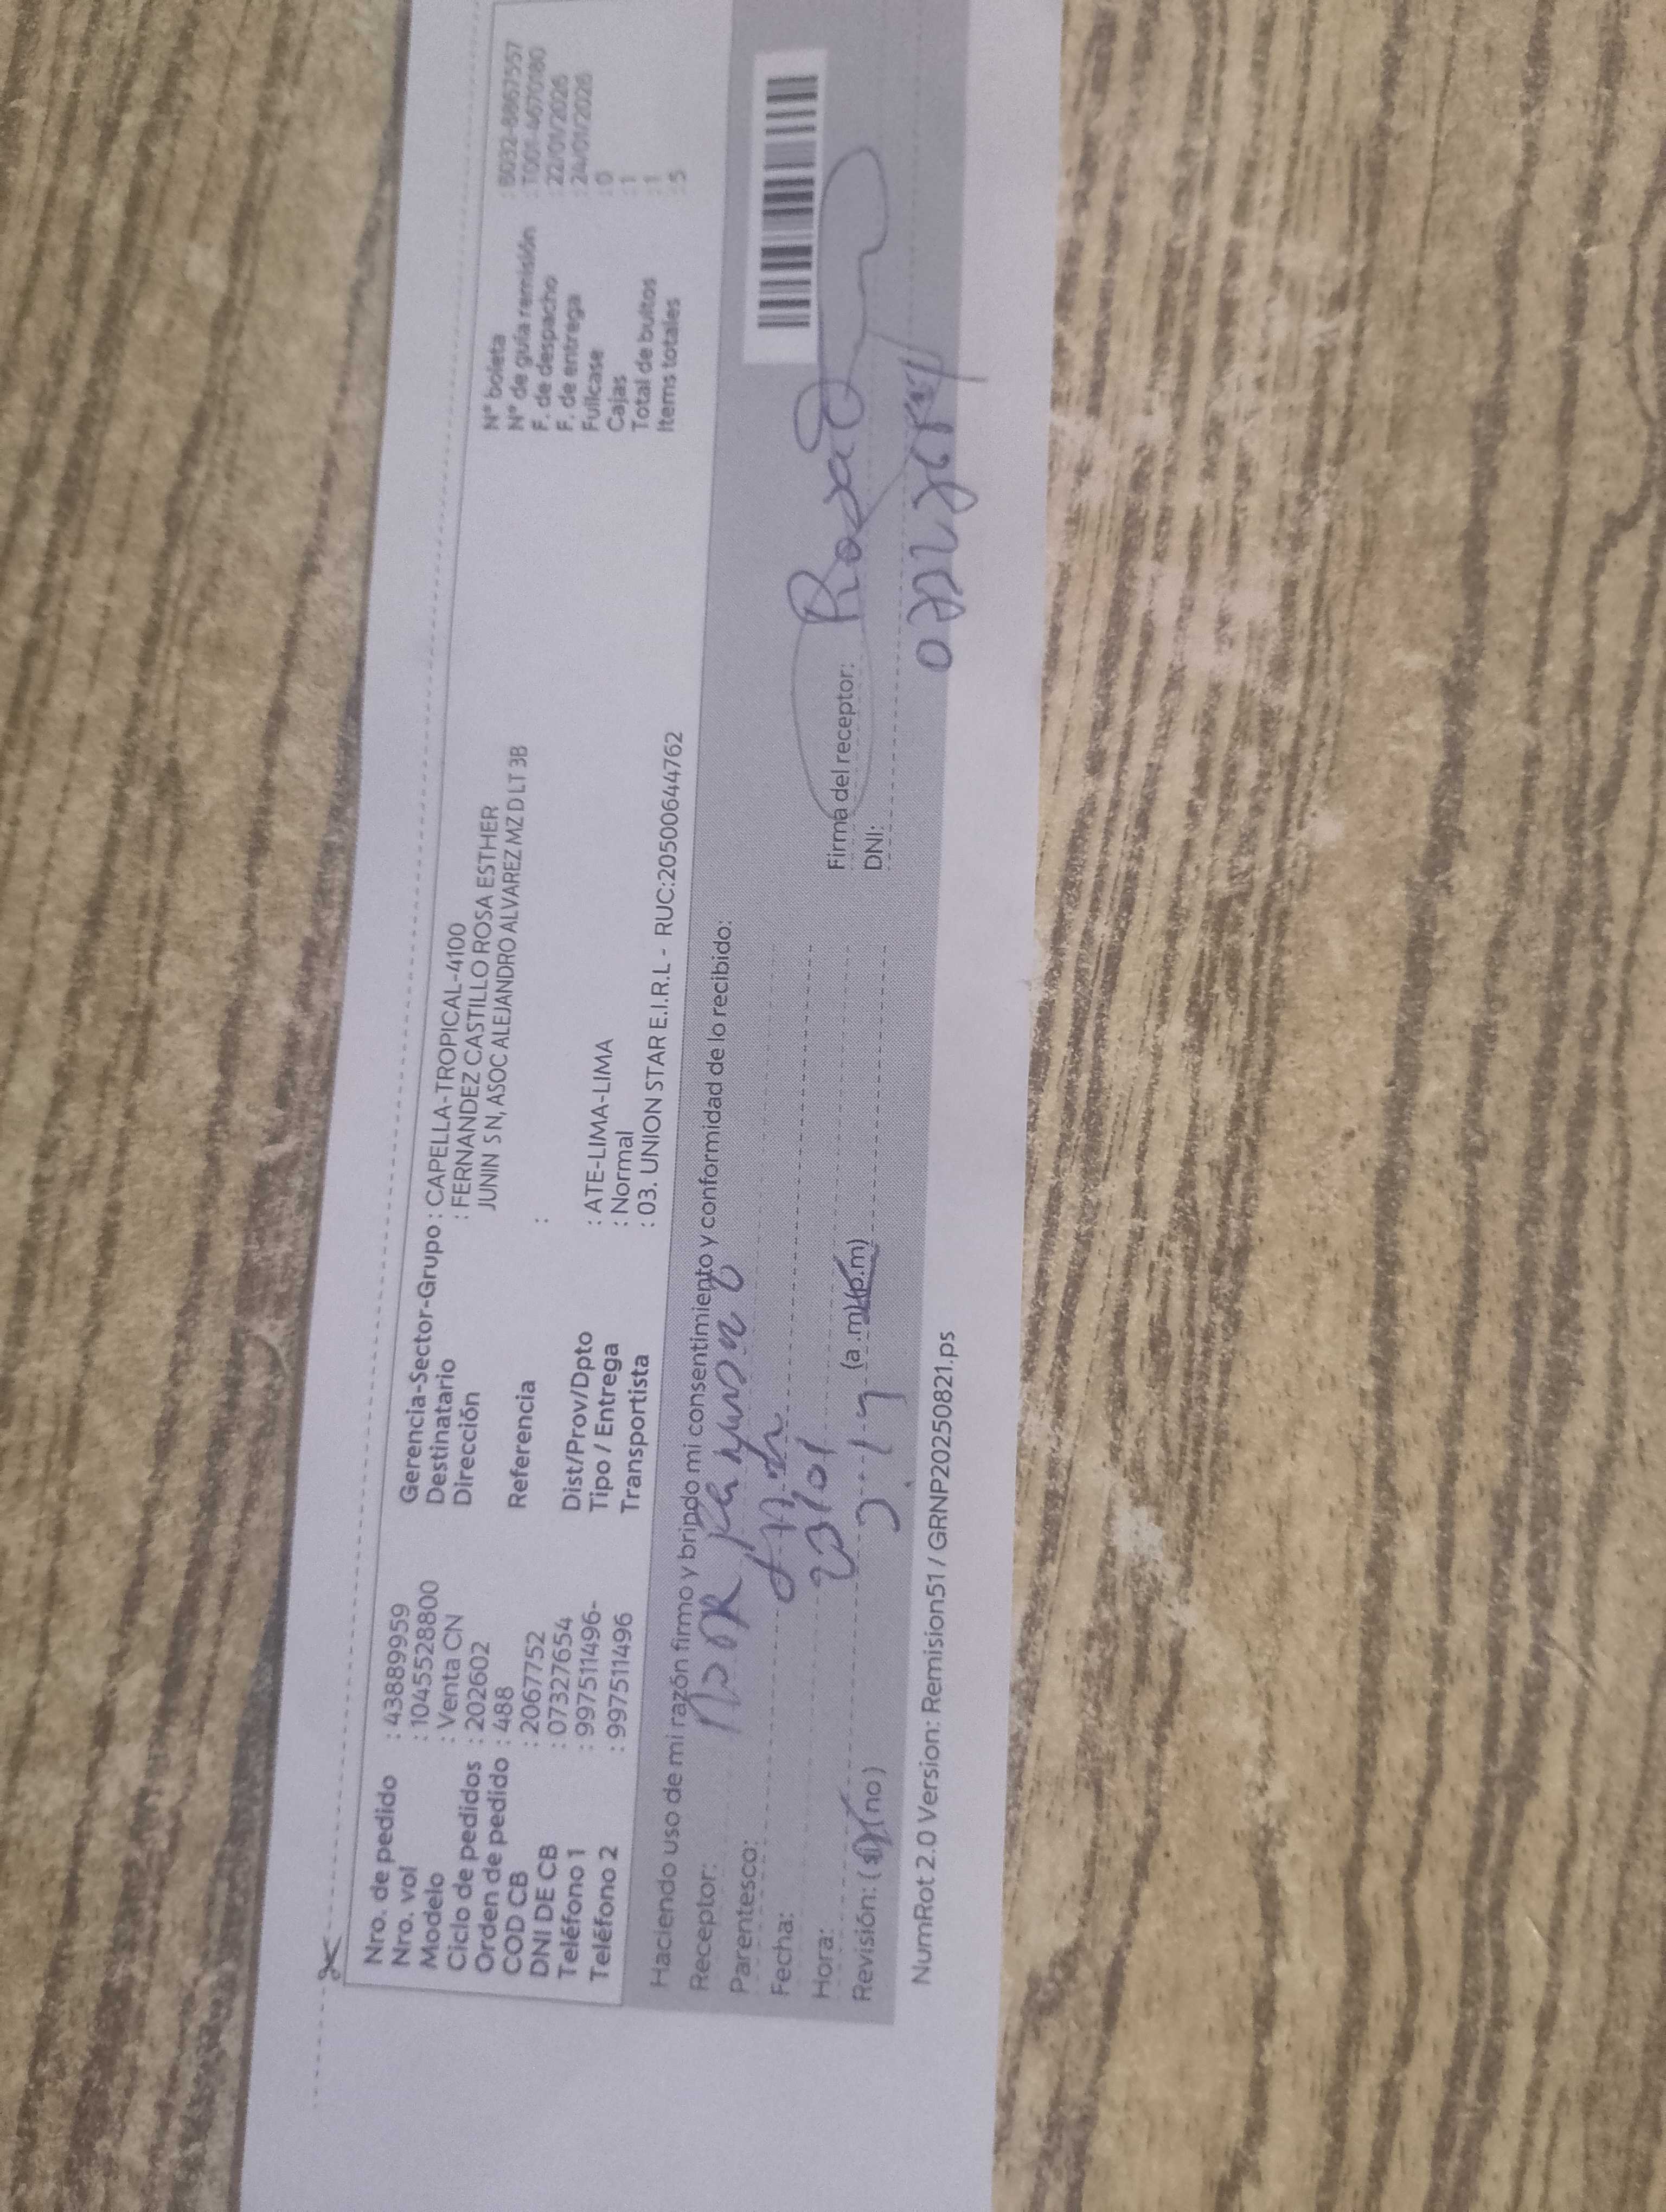 Nro. de pedido : 43889959
Nro. vol : 10455288​00
Modelo : Venta CN
Ciclo de pedidos : 202602
Orden de pedido : 488
COD CB : 2067752
DNI DE CB : 07327654
Teléfono 1 : 997511496-
Teléfono 2 : 997511496
Gerencia-Sector-Grupo : CAPELLA-TROPICAL-4100
Destinatario : FERNANDEZ CASTILLO ROSA ESTHER
Dirección JUNIN S N, ASOC ALEJANDRO ALVAREZ MZ D LT 3B
Referencia :
Dist/Prov/Dpto : ATE-LIMA-LIMA
Tipo / Entrega : Normal
Transportista : 03. UNION STAR E.I.R.L - RUC:20500644762
N° boleta : B032-
N° de guía remisión : T001-4670180
F. de despacho : 22/01/2026
F. de entrega : 24/01/2026
Fullcase : 0
Cajas : 1
Total de bultos : 1
Items totales : 5
Haciendo uso de mi razón firmo y brindo mi consentimiento y conformidad de lo recibido:
Receptor:
Parentesco:
Fecha: 23/01
Hora: 3:19 (a .m) (p.m)
Revisión: (si) (no)
Firma del receptor: Rosa
DNI:
NumRot 2.0 Version: Remision51 / GRNP20250821.ps